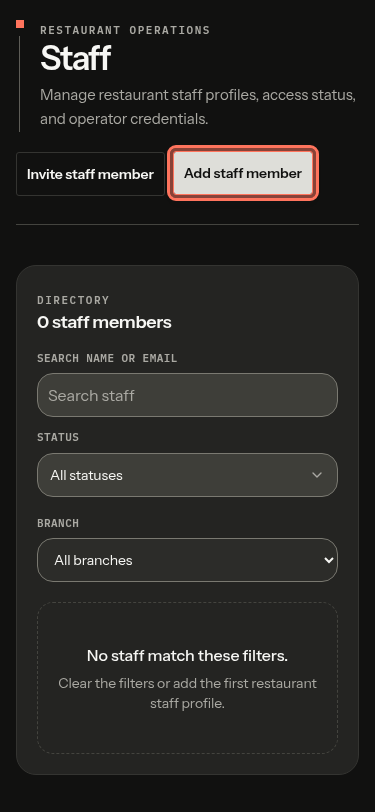 RESTAURANT OPERATIONS
Staff
Manage restaurant staff profiles, access status,
and operator credentials.
Invite staff member
Add staff member
DIRECTORY
0 staff members
SEARCH NAME OR EMAIL
Search staff
STATUS
All statuses
BRANCH
All branches
No staff match these filters.
Clear the filters or add the first restaurant
staff profile.